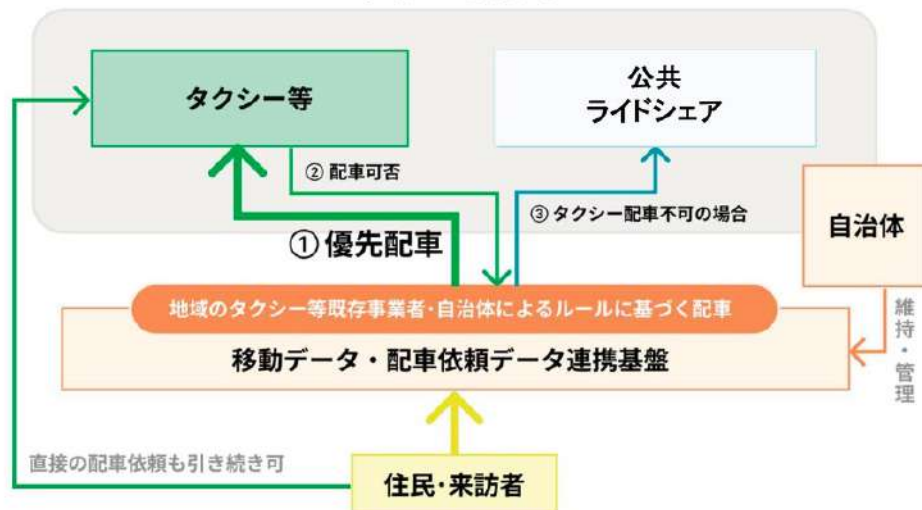 タクシー等
公共
ライドシェア
② 配車可否
③ タクシー配車不可の場合
① 優先配車
自治体
地域のタクシー等既存事業者・自治体によるルールに基づく配車
移動データ・配車依頼データ連携基盤
維持・管理
直接の配車依頼も引き続き可
住民・来訪者